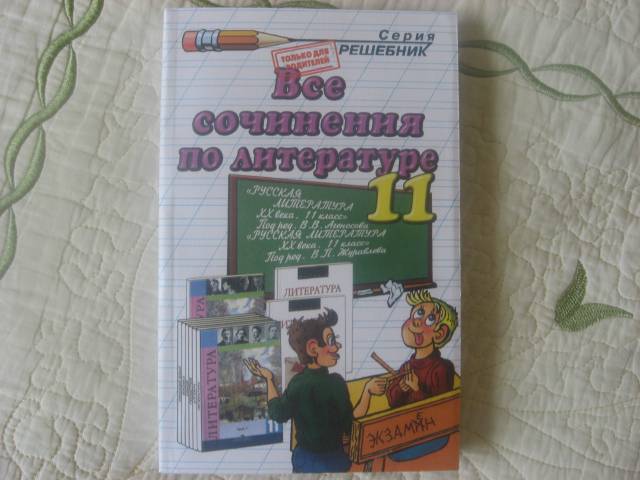 Серия
РЕШЕБНИК
ТОЛЬКО ДЛЯ
РОДИТЕЛЕЙ
Все
сочинения
по литературе
11
«РУССКАЯ
ЛИТЕРАТУРА
XX века. 11 класс»
Под ред. В.В. Агеносова
«РУССКАЯ ЛИТЕРАТУРА
XX века. 11 класс»
Под ред. В.П. Журавлева
ЛИТЕРАТУРА
ЛИТЕРАТУРА
ЭКЗАМЕН